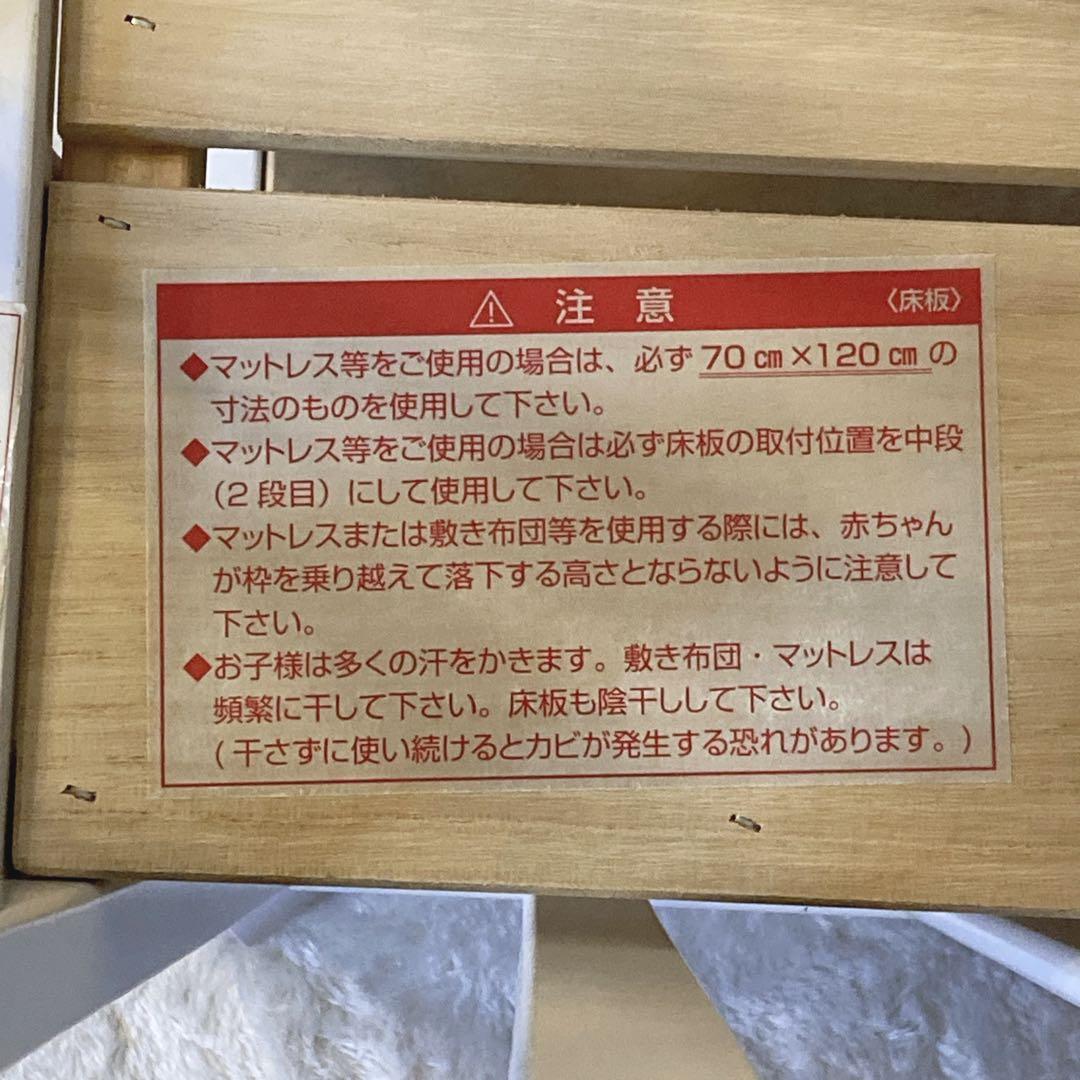 ⚠ 注意 〈床板〉
◆マットレス等をご使用の場合は、必ず70㎝×120㎝の
寸法のものを使用して下さい。
◆マットレス等をご使用の場合は必ず床板の取付位置を中段
(2段目)にして使用して下さい。
◆マットレスまたは敷き布団等を使用する際には、赤ちゃん
が枠を乗り越えて落下する高さとならないように注意して
下さい。
◆お子様は多くの汗をかきます。敷き布団・マットレスは
頻繁に干して下さい。床板も陰干しして下さい。
(干さずに使い続けるとカビが発生する恐れがあります。)